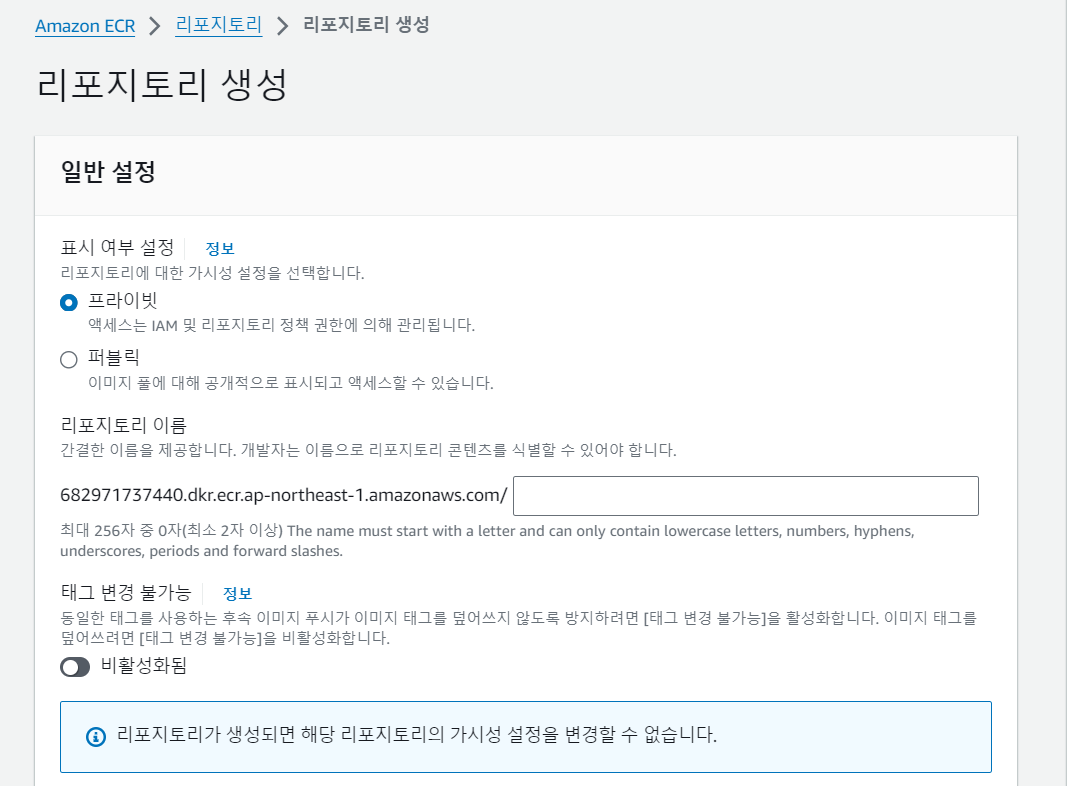 Amazon ECR > 리포지토리 > 리포지토리 생성
리포지토리 생성
일반 설정
표시 여부 설정 정보
리포지토리에 대한 가시성 설정을 선택합니다.
프라이빗
액세스는 IAM 및 리포지토리 정책 권한에 의해 관리됩니다.
퍼블릭
이미지 풀에 대해 공개적으로 표시되고 액세스할 수 있습니다.
리포지토리 이름
간결한 이름을 제공합니다. 개발자는 이름으로 리포지토리 콘텐츠를 식별할 수 있어야 합니다.
682971737440.dkr.ecr.ap-northeast-1.amazonaws.com/
최대 256자 중 0자(최소 2자 이상) The name must start with a letter and can only contain lowercase letters, numbers, hyphens,
underscores, periods and forward slashes.
태그 변경 불가능 정보
동일한 태그를 사용하는 후속 이미지 푸시가 이미지 태그를 덮어쓰지 않도록 방지하려면 [태그 변경 불가능]을 활성화합니다. 이미지 태그를
덮어쓰려면 [태그 변경 불가능]을 비활성화합니다.
비활성화됨
리포지토리가 생성되면 해당 리포지토리의 가시성 설정을 변경할 수 없습니다.